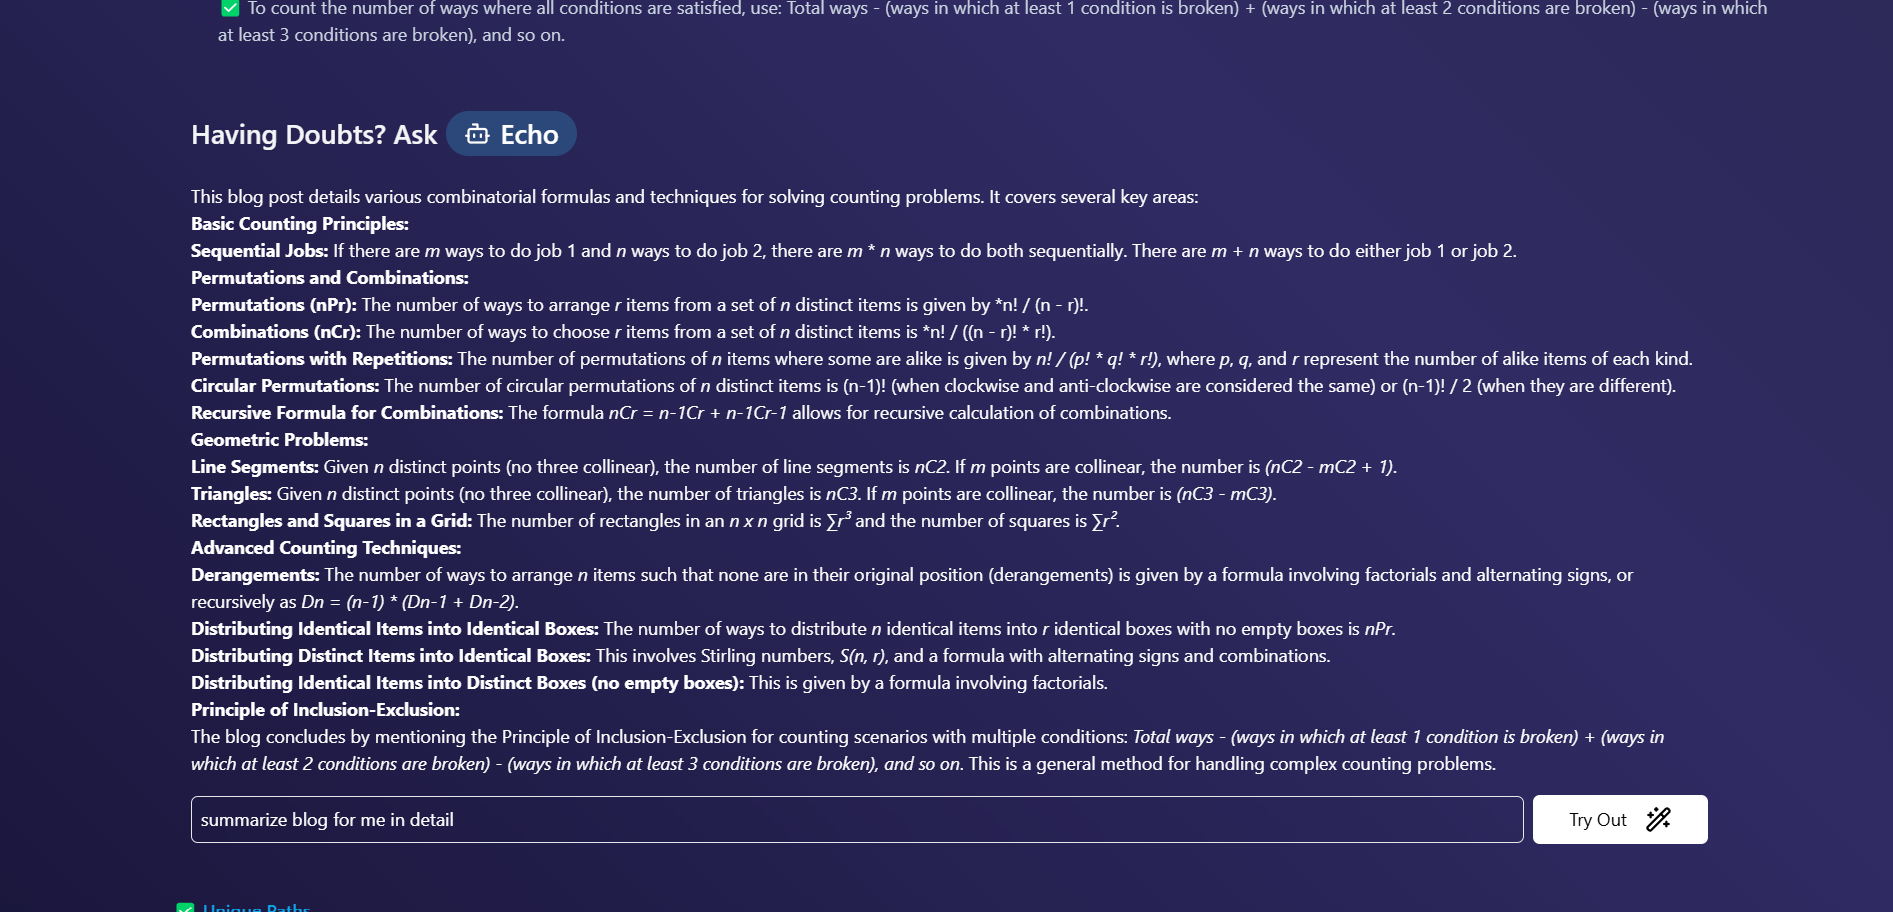 ✅ To count the number of ways where all conditions are satisfied, use: Total ways - (ways in which at least 1 condition is broken) + (ways in which at least 2 conditions are broken) - (ways in which
at least 3 conditions are broken), and so on.
Having Doubts? Ask Echo
This blog post details various combinatorial formulas and techniques for solving counting problems. It covers several key areas:
Basic Counting Principles:
Sequential Jobs: If there are m ways to do job 1 and n ways to do job 2, there are m * n ways to do both sequentially. There are m + n ways to do either job 1 or job 2.
Permutations and Combinations:
Permutations (nPr): The number of ways to arrange r items from a set of n distinct items is given by *n! / (n - r)!.
Combinations (nCr): The number of ways to choose r items from a set of n distinct items is *n! / ((n - r)! * r!).
Permutations with Repetitions: The number of permutations of n items where some are alike is given by n! / (p! * q! * r!), where p, q, and r represent the number of alike items of each kind.
Circular Permutations: The number of circular permutations of n distinct items is (n-1)! (when clockwise and anti-clockwise are considered the same) or (n-1)! / 2 (when they are different).
Recursive Formula for Combinations: The formula nCr = n-1Cr + n-1Cr-1 allows for recursive calculation of combinations.
Geometric Problems:
Line Segments: Given n distinct points (no three collinear), the number of line segments is nC2. If m points are collinear, the number is (nC2 - mC2 + 1).
Triangles: Given n distinct points (no three collinear), the number of triangles is nC3. If m points are collinear, the number is (nC3 - mC3).
Rectangles and Squares in a Grid: The number of rectangles in an n x n grid is ∑r³ and the number of squares is ∑r².
Advanced Counting Techniques:
Derangements: The number of ways to arrange n items such that none are in their original position (derangements) is given by a formula involving factorials and alternating signs, or
recursively as Dn = (n-1) * (Dn-1 + Dn-2).
Distributing Identical Items into Identical Boxes: The number of ways to distribute n identical items into r identical boxes with no empty boxes is nPr.
Distributing Distinct Items into Identical Boxes: This involves Stirling numbers, S(n, r), and a formula with alternating signs and combinations.
Distributing Identical Items into Distinct Boxes (no empty boxes): This is given by a formula involving factorials.
Principle of Inclusion-Exclusion:
The blog concludes by mentioning the Principle of Inclusion-Exclusion for counting scenarios with multiple conditions: Total ways - (ways in which at least 1 condition is broken) + (ways in
which at least 2 conditions are broken) - (ways in which at least 3 conditions are broken), and so on. This is a general method for handling complex counting problems.
summarize blog for me in detail
Try Out
✅ Unique Paths